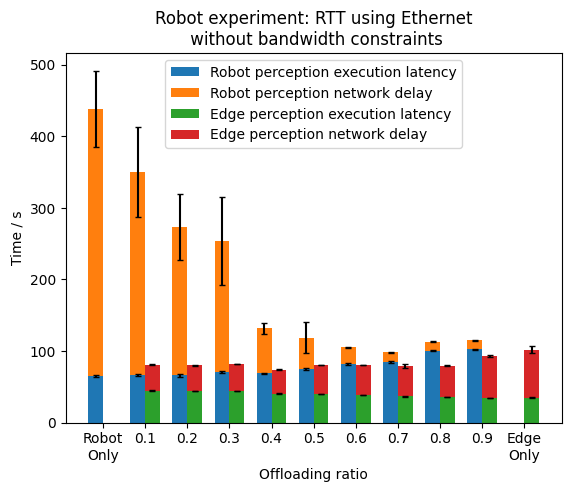 Robot experiment: RTT using Ethernet
without bandwidth constraints
Robot perception execution latency
Robot perception network delay
Edge perception execution latency
Edge perception network delay
Time / s
500
400
300
200
100
0
Robot
Only
0.1
0.2
0.3
0.4
0.5
0.6
0.7
0.8
0.9
Edge
Only
Offloading ratio